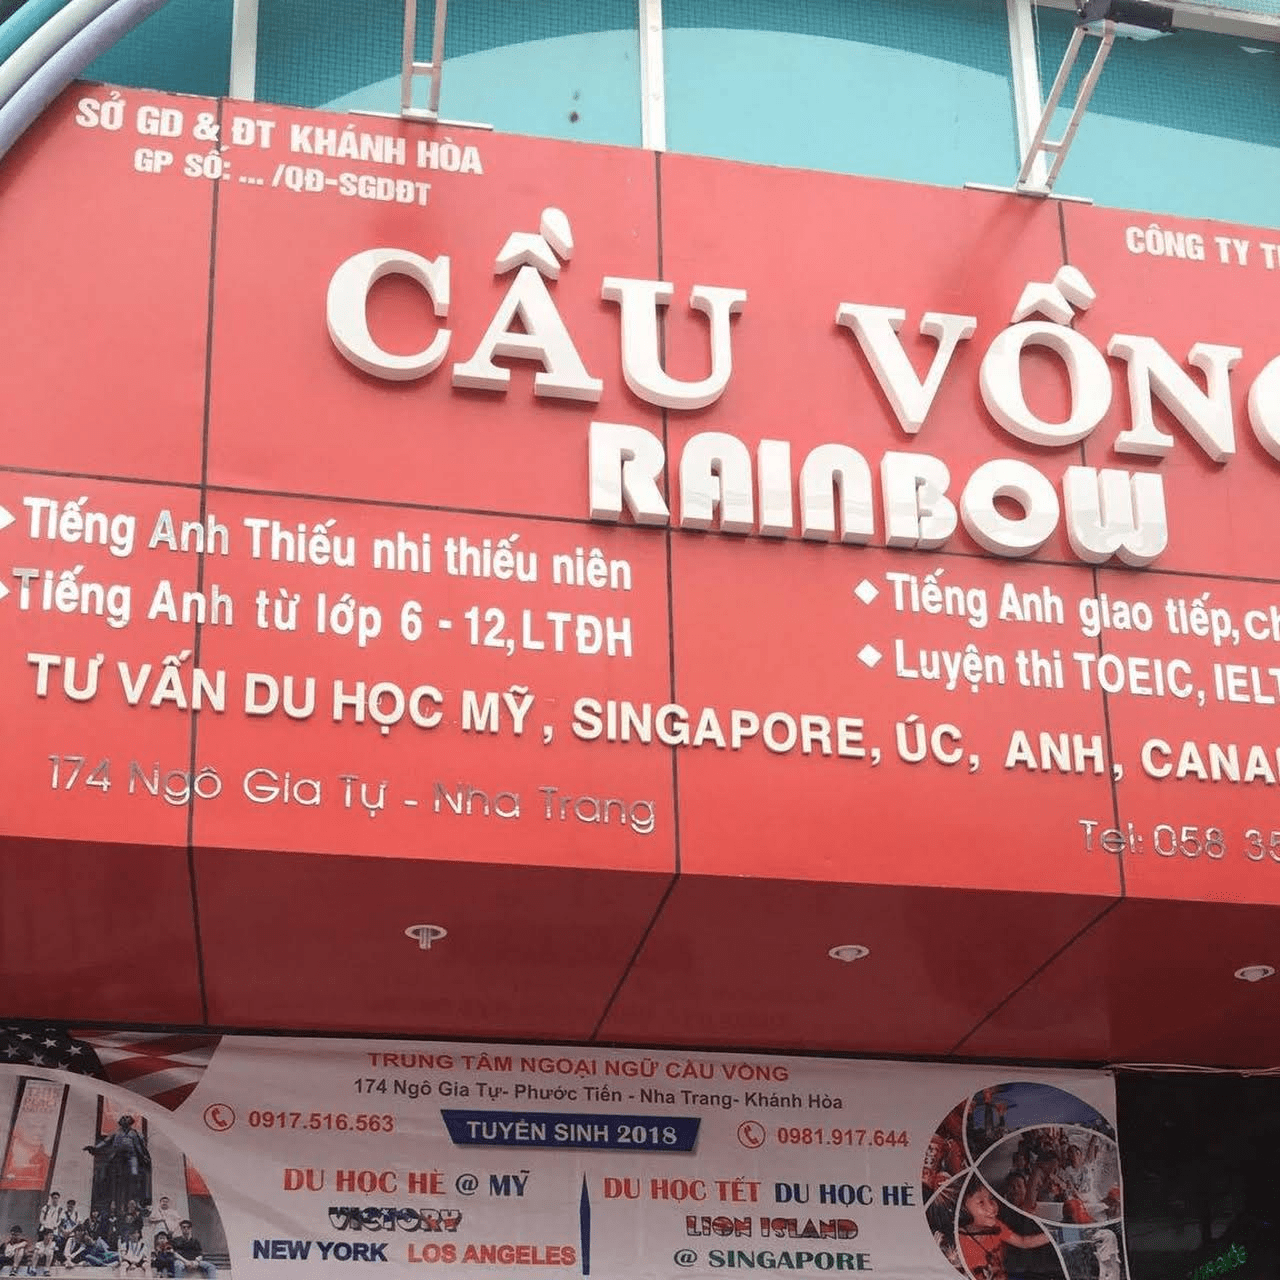 SỞ GD & ĐT KHÁNH HÒA
GP SỐ: ... /QĐ-SGDĐT
CÔNG TY
CẦU VỒNG
RAINBOW
Tiếng Anh Thiếu nhi thiếu niên
Tiếng Anh từ lớp 6 - 12, LTĐH
Tiếng Anh giao tiếp,
Luyện thi TOEIC, IELT
TƯ VẤN DU HỌC MỸ, SINGAPORE, ÚC, ANH, CANA
174 Ngô Gia Tự - Nha Trang
Tel: 058 35
TRUNG TÂM NGOẠI NGỮ CẦU VỒNG
174 Ngô Gia Tự- Phước Tiến - Nha Trang- Khánh Hòa
0917.516.563
TUYỂN SINH 2018
0981.917.644
DU HỌC HÈ @ MỸ
VICTORY
NEW YORK LOS ANGELES
DU HỌC TẾT DU HỌC HÈ
LION ISLAND
@ SINGAPORE